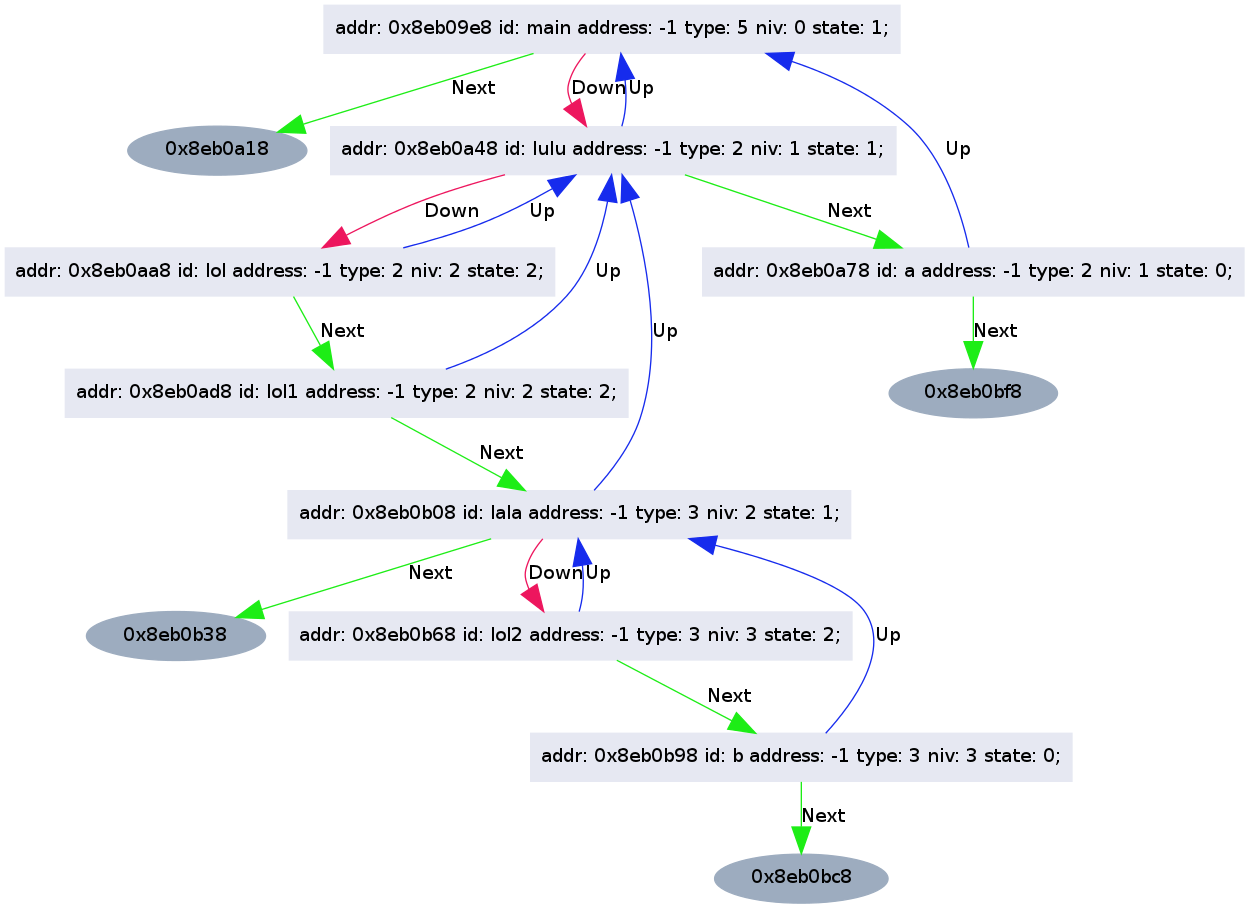 addr: 0x8eb09e8 id: main address: -1 type: 5 niv: 0 state: 1;
Next
Down
Up
0x8eb0a18
addr: 0x8eb0a48 id: lulu address: -1 type: 2 niv: 1 state: 1;
Up
Down
Up
Next
addr: 0x8eb0aa8 id: lol address: -1 type: 2 niv: 2 state: 2;
Up
addr: 0x8eb0a78 id: a address: -1 type: 2 niv: 1 state: 0;
Next
Up
Next
addr: 0x8eb0ad8 id: lol1 address: -1 type: 2 niv: 2 state: 2;
0x8eb0bf8
Next
addr: 0x8eb0b08 id: lala address: -1 type: 3 niv: 2 state: 1;
Next
Down
Up
0x8eb0b38
addr: 0x8eb0b68 id: lol2 address: -1 type: 3 niv: 3 state: 2;
Up
Next
addr: 0x8eb0b98 id: b address: -1 type: 3 niv: 3 state: 0;
Next
0x8eb0bc8